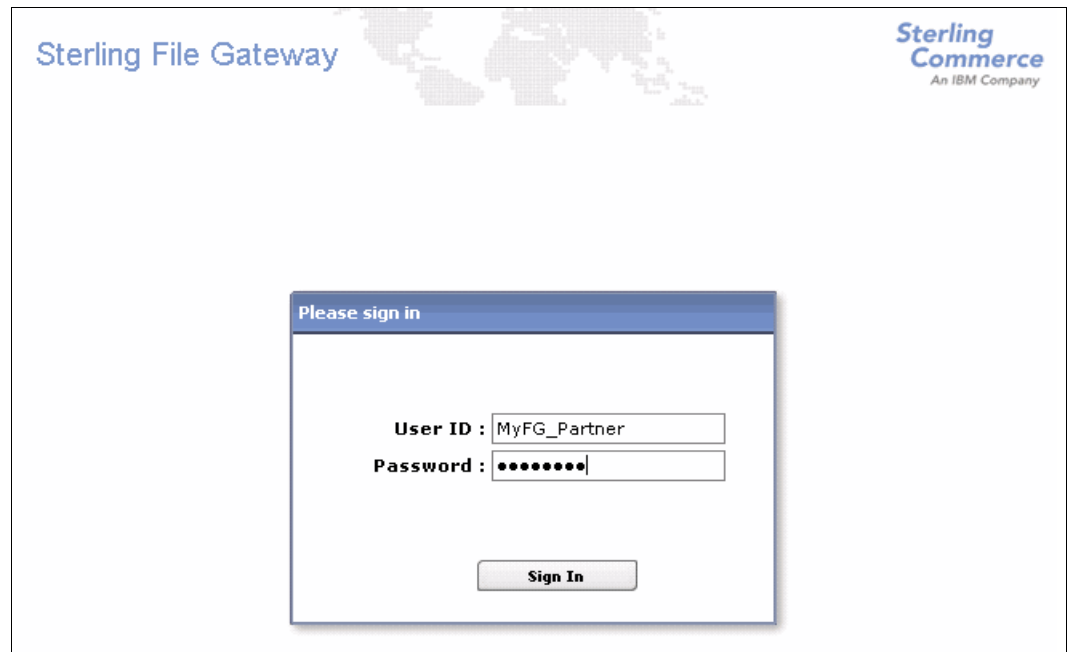 Sterling File Gateway
Sterling
Commerce
An IBM Company
Please sign in
User ID : MyFG_Partner
Password : ●●●●●●●●
Sign In